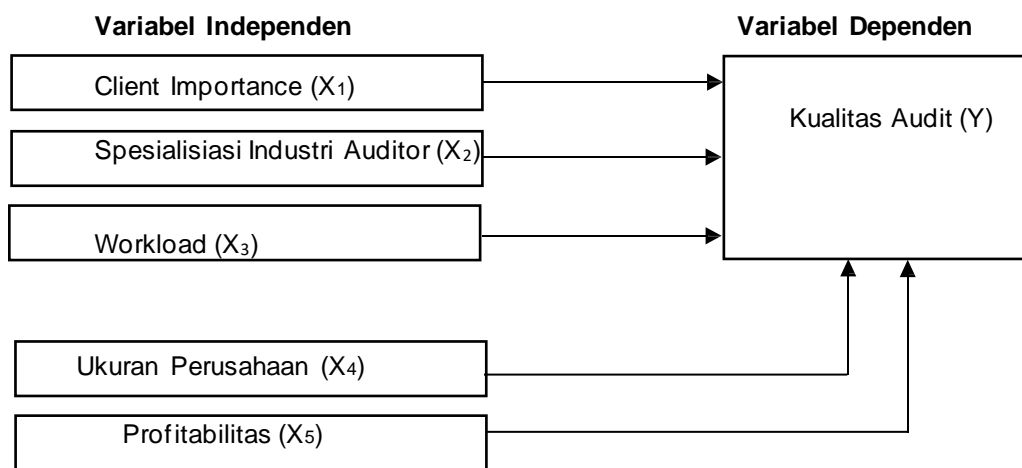 Variabel Independen
Variabel Dependen
Client Importance (X₁)
Kualitas Audit (Y)
Spesialisiasi Industri Auditor (X₂)
Workload (X₃)
Ukuran Perusahaan (X₄)
Profitabilitas (X₅)